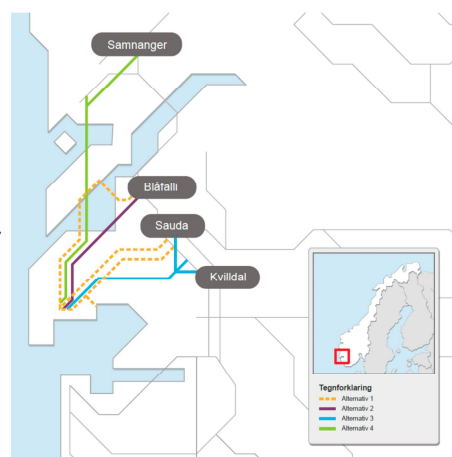 Samnanger
Blåfalli
Sauda
Kvilldal
Tegnforklaring
Alternativ 1
Alternativ 2
Alternativ 3
Alternativ 4